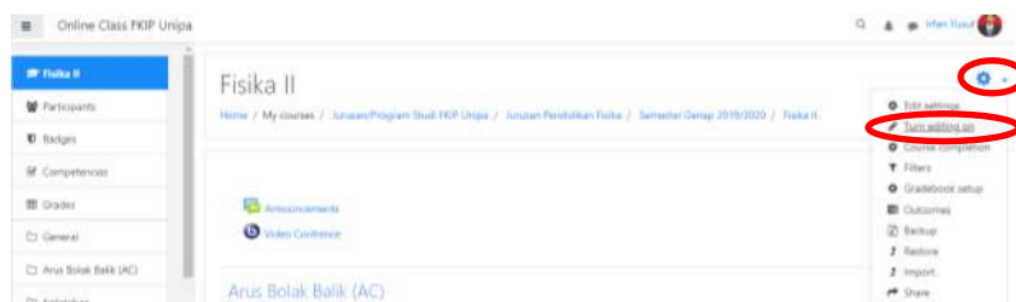 Online Class FKIP Unipa
Irfan Yusuf
Fisika II
Participants
Badges
Competencies
Grades
General
Arus Bolak Balik (AC)
Fisika II
Home / My courses / Jurusan/Program Studi FKIP Unipa / Jurusan Pendidikan Fisika / Semester Genap 2019/2020 / Fisika II
Announcements
Video Confrence
Arus Bolak Balik (AC)
Edit settings
Turn editing on
Course completion
Filters
Gradebook setup
Outcomes
Backup
Restore
Import
Share